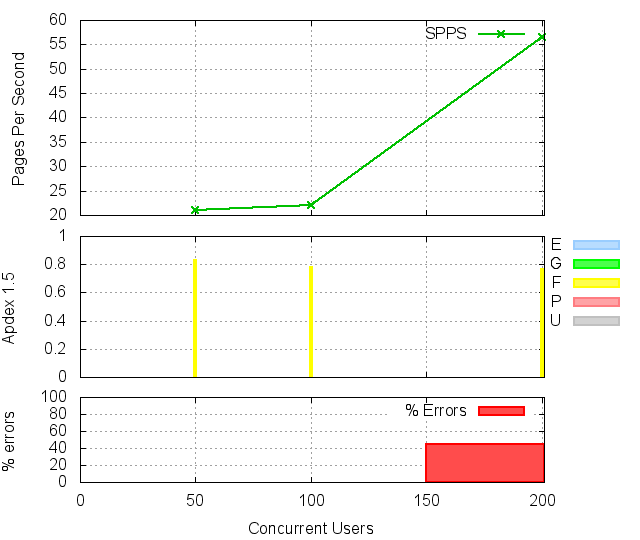 Pages Per Second
60
55
50
45
40
35
30
25
20
SPPS
Apdex 1.5
1
0.8
0.6
0.4
0.2
0
E
G
F
P
U
% errors
100
80
60
40
20
0
% Errors
0 50 100 150 200
Concurrent Users